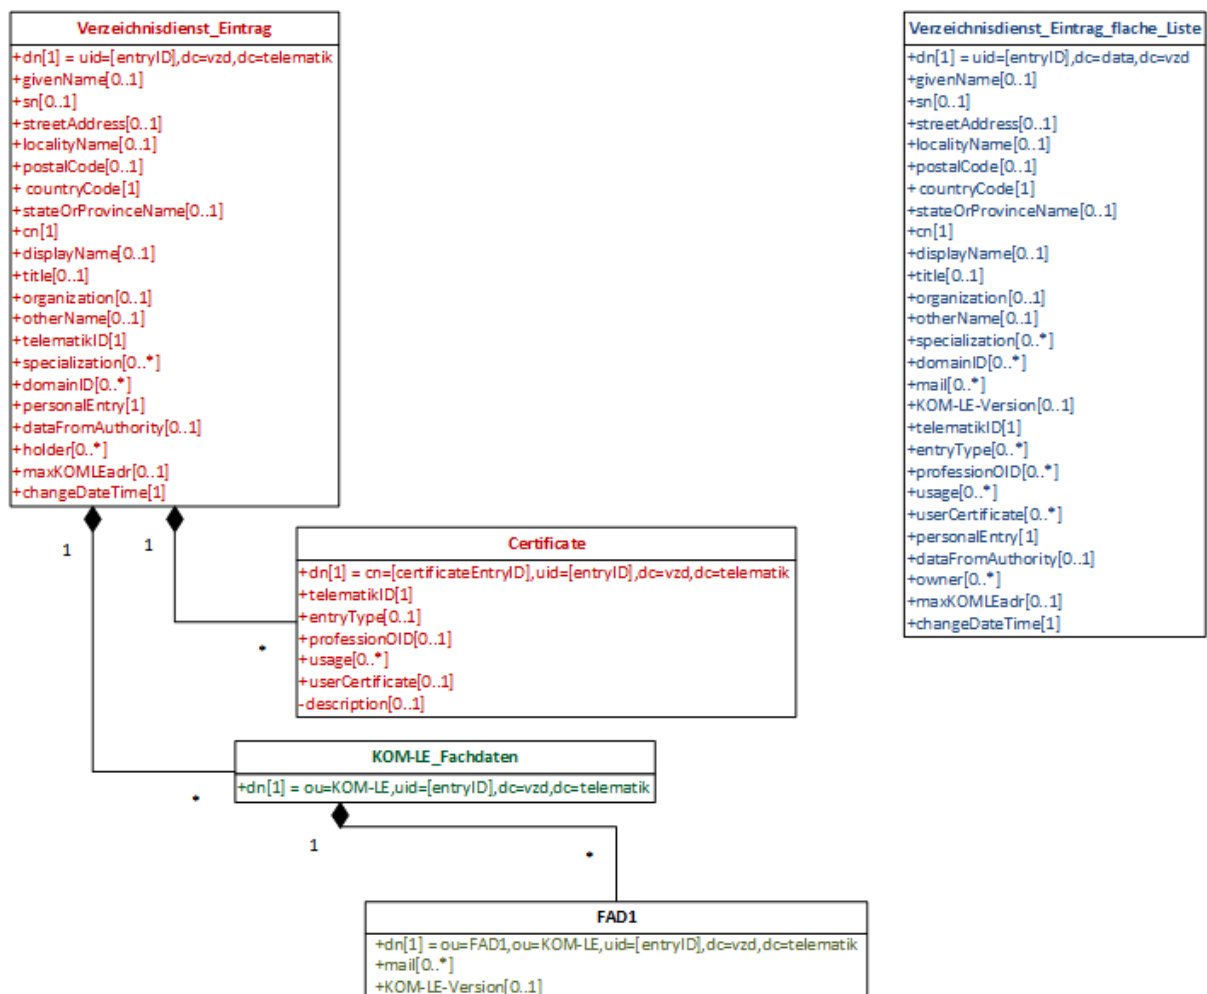 Verzeichnisdienst_Eintrag
+dn[1] = uid=[entryID],dc=vzd,dc=telematik
+givenName[0..1]
+sn[0..1]
+streetAddress[0..1]
+localityName[0..1]
+postalCode[0..1]
+ countryCode[1]
+stateOrProvinceName[0..1]
+cn[1]
+displayName[0..1]
+title[0..1]
+organization[0..1]
+otherName[0..1]
+telematikID[1]
+specialization[0..*]
+domainID[0..*]
+personalEntry[1]
+dataFromAuthority[0..1]
+holder[0..*]
+maxKOMLEadr[0..1]
+changeDateTime[1]
Verzeichnisdienst_Eintrag_flache_Liste
+dn[1] = uid=[entryID],dc=data,dc=vzd
+givenName[0..1]
+sn[0..1]
+streetAddress[0..1]
+localityName[0..1]
+postalCode[0..1]
+ countryCode[1]
+stateOrProvinceName[0..1]
+cn[1]
+displayName[0..1]
+title[0..1]
+organization[0..1]
+otherName[0..1]
+specialization[0..*]
+domainID[0..*]
+mail[0..*]
+KOM-LE-Version[0..1]
+telematikID[1]
+entryType[0..*]
+professionOID[0..*]
+usage[0..*]
+userCertificate[0..*]
+personalEntry[1]
+dataFromAuthority[0..1]
+owner[0..*]
+maxKOMLEadr[0..1]
+changeDateTime[1]
1
1
Certificate
+dn[1] = cn=[certificateEntryID],uid=[entryID],dc=vzd,dc=telematik
+telematikID[1]
+entryType[0..1]
+professionOID[0..1]
+usage[0..*]
+userCertificate[0..1]
-description[0..1]
*
KOM-LE_Fachdaten
+dn[1] = ou=KOM-LE,uid=[entryID],dc=vzd,dc=telematik
*
1
*
FAD1
+dn[1] = ou=FAD1,ou=KOM-LE,uid=[entryID],dc=vzd,dc=telematik
+mail[0..*]
+KOM-LE-Version[0..1]